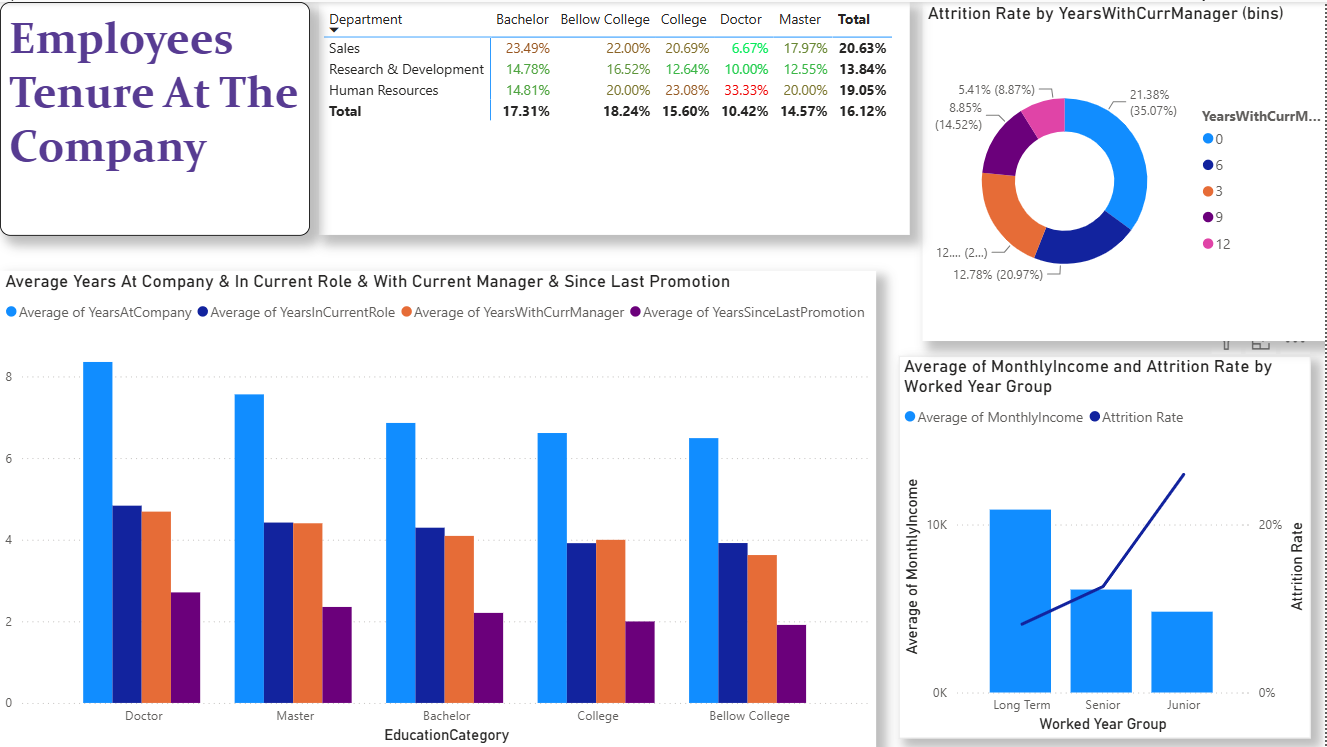 Employees
Tenure At The
Company
Department Bachelor Bellow College College Doctor Master Total
Sales 23.49% 22.00% 20.69% 6.67% 17.97% 20.63%
Research & Development 14.78% 16.52% 12.64% 10.00% 12.55% 13.84%
Human Resources 14.81% 20.00% 23.08% 33.33% 20.00% 19.05%
Total 17.31% 18.24% 15.60% 10.42% 14.57% 16.12%
Attrition Rate by YearsWithCurrManager (bins)
5.41% (8.87%)
21.38%
(35.07%)
8.85%
(14.52%)
12.... (2...)
12.78% (20.97%)
YearsWithCurrM...
0
6
3
9
12
Average Years At Company & In Current Role & With Current Manager & Since Last Promotion
Average of YearsAtCompany Average of YearsInCurrentRole Average of YearsWithCurrManager Average of YearsSinceLastPromotion
8
6
4
2
0
Doctor Master Bachelor College Bellow College
EducationCategory
Average of MonthlyIncome and Attrition Rate by
Worked Year Group
Average of MonthlyIncome Attrition Rate
Average of MonthlyIncome
10K
0K
20%
0%
Attrition Rate
Long Term Senior Junior
Worked Year Group